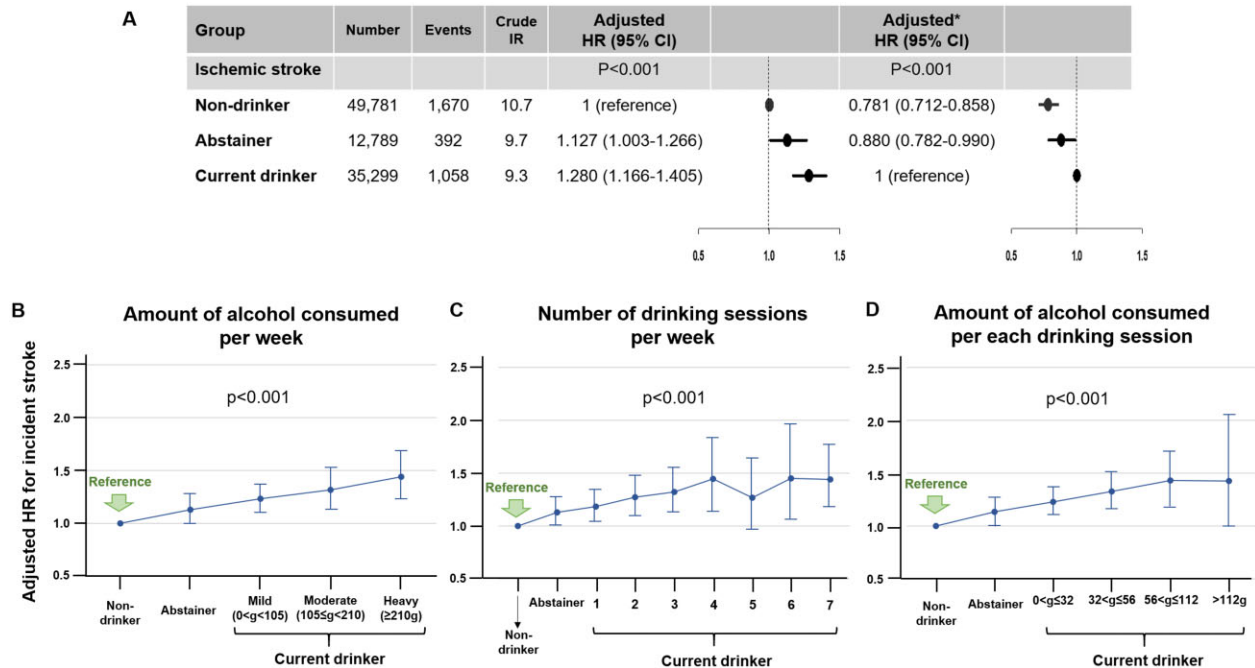 A
Group Number Events Crude IR Adjusted HR (95% CI) Adjusted* HR (95% CI)
Ischemic stroke P<0.001 P<0.001
Non-drinker 49,781 1,670 10.7 1 (reference) 0.781 (0.712-0.858)
Abstainer 12,789 392 9.7 1.127 (1.003-1.266) 0.880 (0.782-0.990)
Current drinker 35,299 1,058 9.3 1.280 (1.166-1.405) 1 (reference)
0.5 1.0 1.5 0.5 1.0 1.5
B
Amount of alcohol consumed
per week
Adjusted HR for incident stroke
2.5
2.0
1.5
1.0
0.5
p<0.001
Reference
Non-
drinker
Abstainer
Mild
(0<g<105)
Moderate
(105≤g<210)
Heavy
(≥210g)
Current drinker
C
Number of drinking sessions
per week
2.5
2.0
1.5
1.0
0.5
p<0.001
Reference
Abstainer 1 2 3 4 5 6 7
Non-
drinker
Current drinker
D
Amount of alcohol consumed
per each drinking session
2.5
2.0
1.5
1.0
0.5
p<0.001
Reference
Non-
drinker
Abstainer
0<g≤32 32<g≤56 56<g≤112 >112g
Current drinker